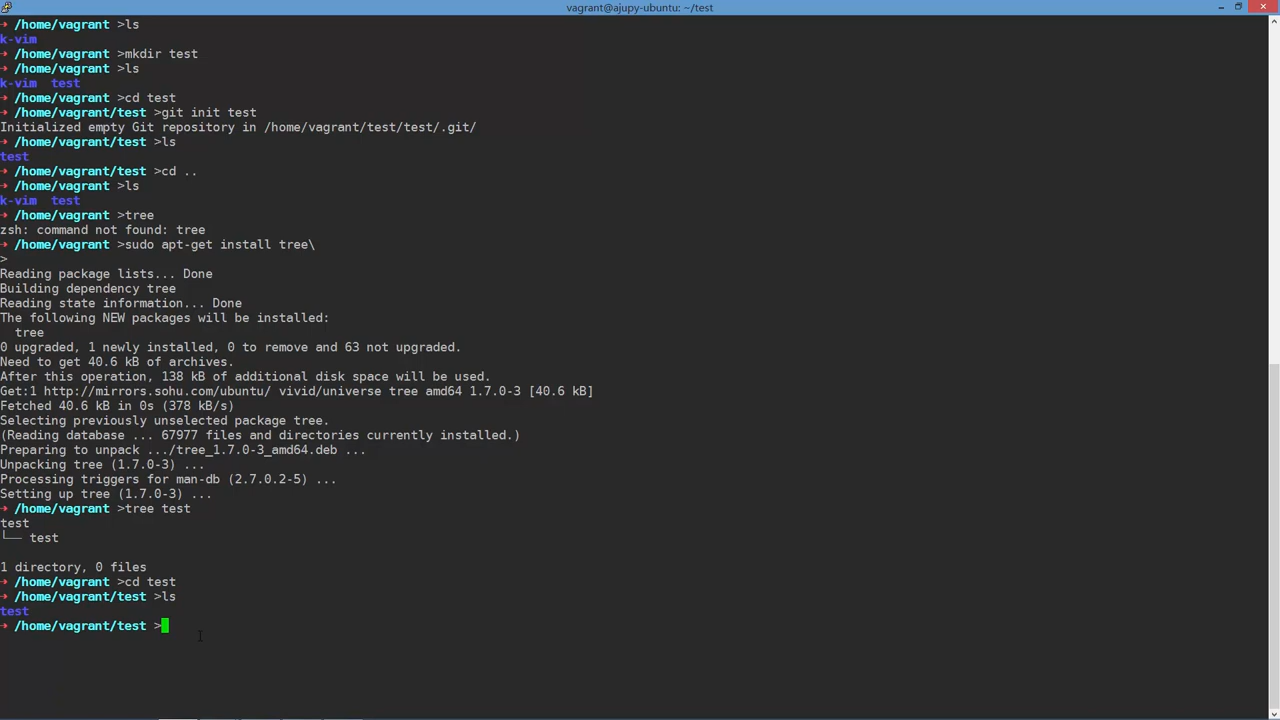 vagrant@ajupy-ubuntu: ~/test
➜ /home/vagrant >ls
k-vim
➜ /home/vagrant >mkdir test
➜ /home/vagrant >ls
k-vim  test
➜ /home/vagrant >cd test
➜ /home/vagrant/test >git init test
Initialized empty Git repository in /home/vagrant/test/test/.git/
➜ /home/vagrant/test >ls
test
➜ /home/vagrant/test >cd ..
➜ /home/vagrant >ls
k-vim  test
➜ /home/vagrant >tree
zsh: command not found: tree
➜ /home/vagrant >sudo apt-get install tree\
>
Reading package lists... Done
Building dependency tree
Reading state information... Done
The following NEW packages will be installed:
  tree
0 upgraded, 1 newly installed, 0 to remove and 63 not upgraded.
Need to get 40.6 kB of archives.
After this operation, 138 kB of additional disk space will be used.
Get:1 http://mirrors.sohu.com/ubuntu/ vivid/universe tree amd64 1.7.0-3 [40.6 kB]
Fetched 40.6 kB in 0s (378 kB/s)
Selecting previously unselected package tree.
(Reading database ... 67977 files and directories currently installed.)
Preparing to unpack .../tree_1.7.0-3_amd64.deb ...
Unpacking tree (1.7.0-3) ...
Processing triggers for man-db (2.7.0.2-5) ...
Setting up tree (1.7.0-3) ...
➜ /home/vagrant >tree test
test
└── test
1 directory, 0 files
➜ /home/vagrant >cd test
➜ /home/vagrant/test >ls
test
➜ /home/vagrant/test >